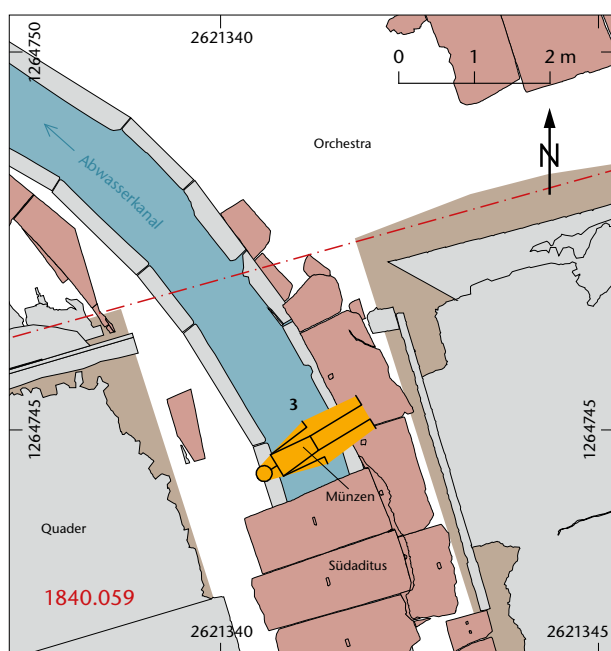 1264750
2621340
0 1 2 m
Orchestra
N
Abwasserkanal
3
1264745
1264745
Münzen
Quader
Südaditus
1840.059
2621340
2621345